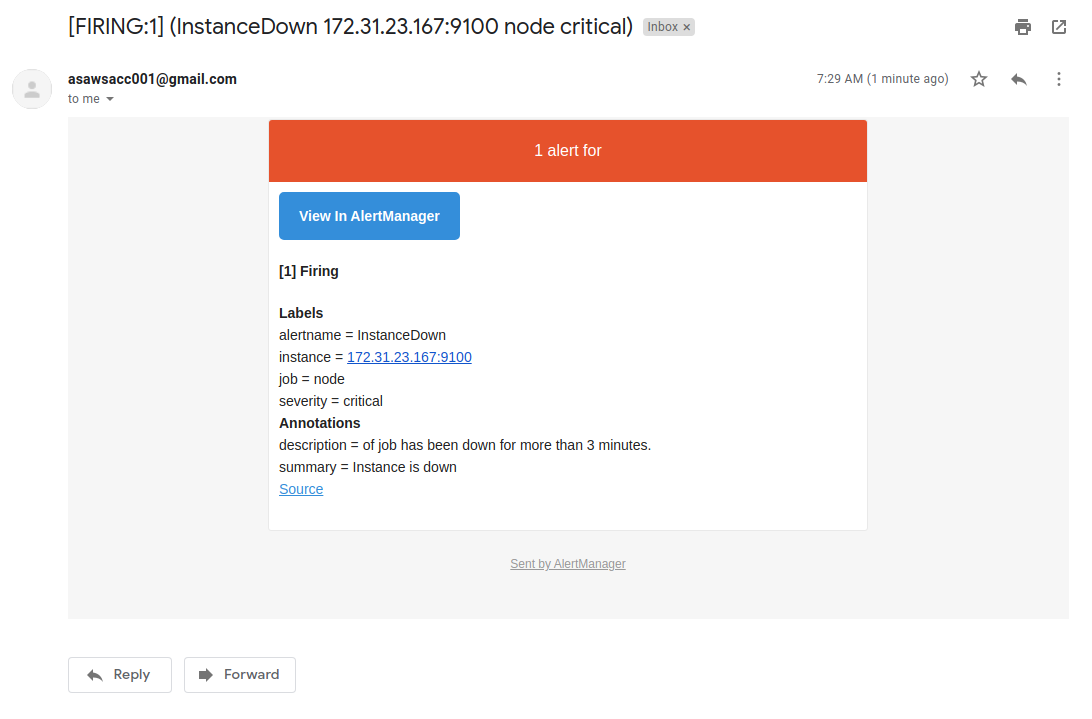 [FIRING:1] (InstanceDown 172.31.23.167:9100 node critical) Inbox ×
asawsacc001@gmail.com 7:29 AM (1 minute ago)
to me
1 alert for
View In AlertManager
[1] Firing
Labels
alertname = InstanceDown
instance = 172.31.23.167:9100
job = node
severity = critical
Annotations
description = of job has been down for more than 3 minutes.
summary = Instance is down
Source
Sent by AlertManager
Reply Forward